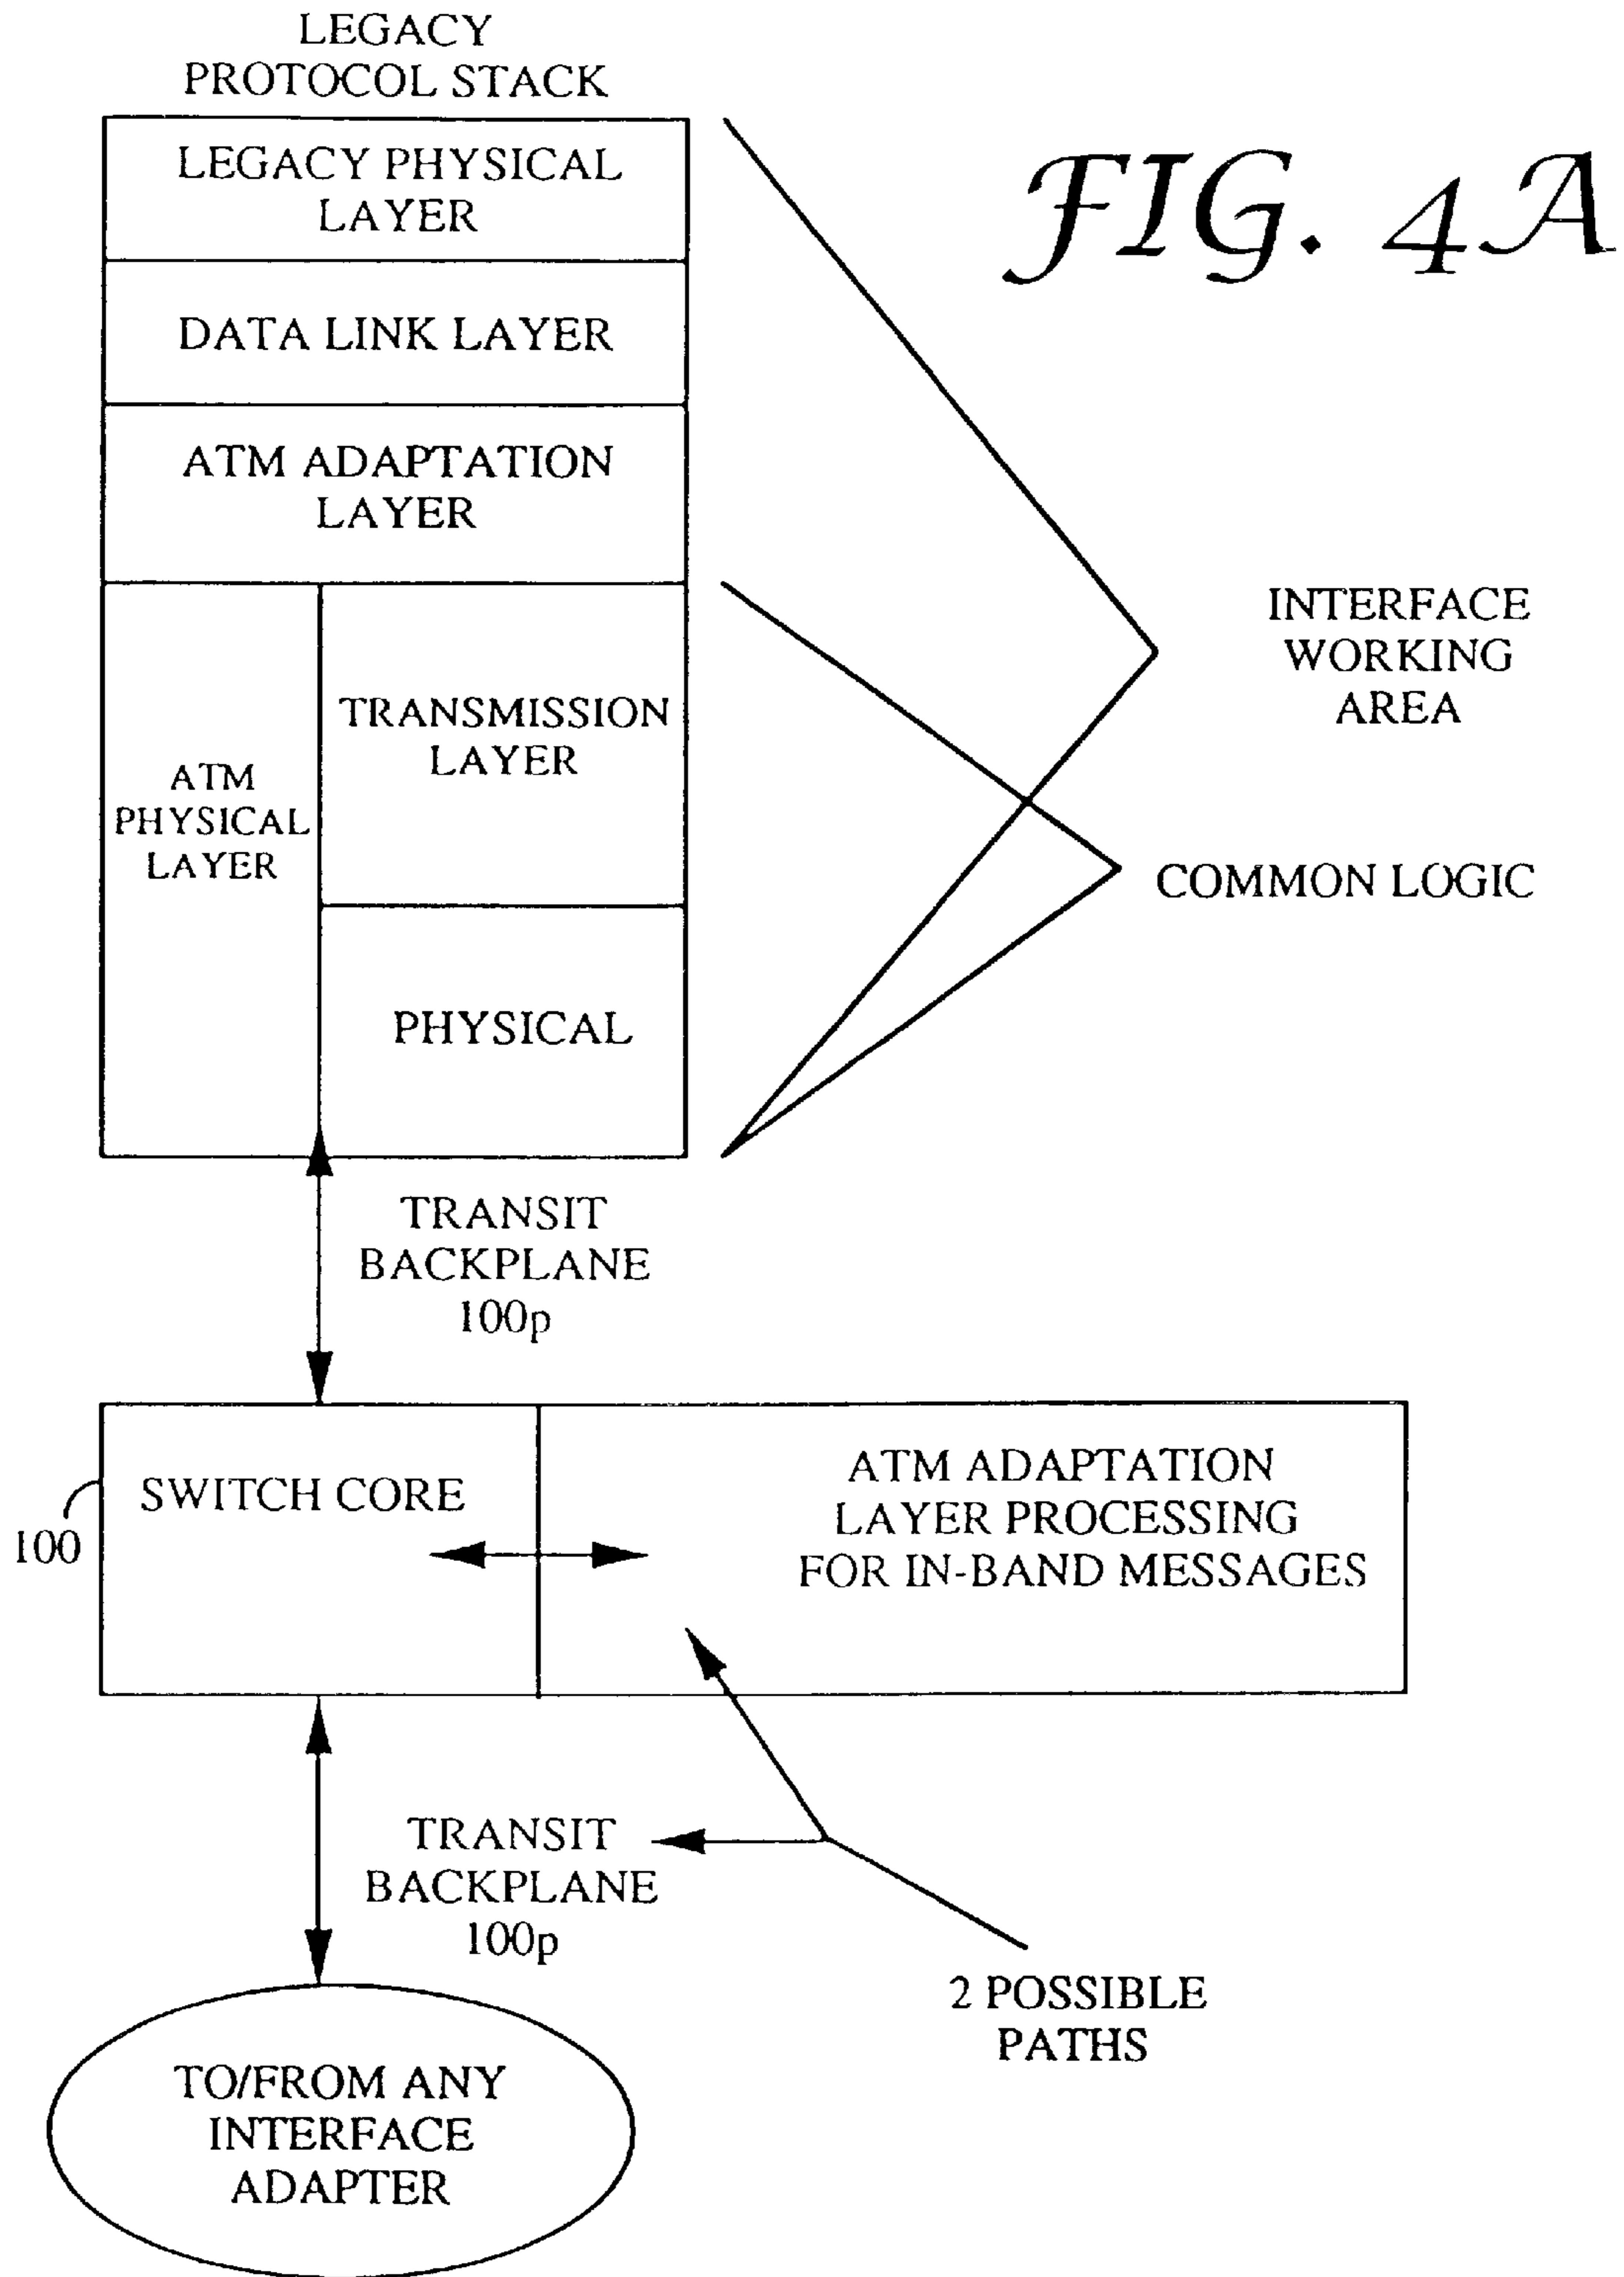 LEGACY
PROTOCOL STACK
FIG. 4A
LEGACY PHYSICAL
LAYER
DATA LINK LAYER
ATM ADAPTATION
LAYER
TRANSMISSION
LAYER
ATM
PHYSICAL
LAYER
PHYSICAL
INTERFACE
WORKING
AREA
COMMON LOGIC
TRANSIT
BACKPLANE
100p
SWITCH CORE
100
ATM ADAPTATION
LAYER PROCESSING
FOR IN-BAND MESSAGES
TRANSIT
BACKPLANE
100p
2 POSSIBLE
PATHS
TO/FROM ANY
INTERFACE
ADAPTER